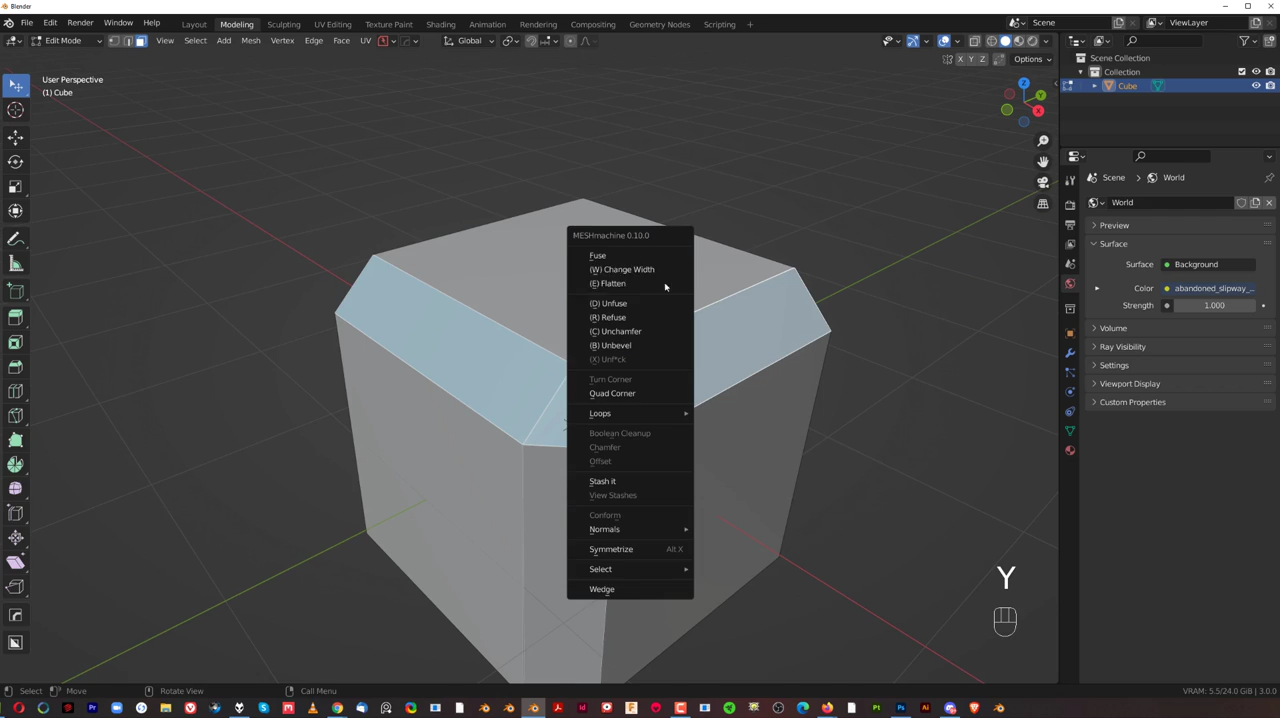 Blender
File Edit Render Window Help
Layout Modeling Sculpting UV Editing Texture Paint Shading Animation Rendering Compositing Geometry Nodes Scripting +
Scene
ViewLayer
Edit Mode
View Select Add Mesh Vertex Edge Face UV
Global
X Y Z
Options
User Perspective
(1) Cube
Z
Y
X
Scene Collection
Collection
Cube
Scene > World
World
Preview
Surface
Surface Background
Color abandoned_slipway_...
Strength 1.000
Volume
Ray Visibility
Settings
Viewport Display
Custom Properties
MESHmachine 0.10.0
Fuse
(W) Change Width
(E) Flatten
(D) Unfuse
(R) Refuse
(C) Unchamfer
(B) Unbevel
(X) Unf*ck
Turn Corner
Quad Corner
Loops
Boolean Cleanup
Chamfer
Offset
Stash it
View Stashes
Conform
Normals
Symmetrize Alt X
Select
Wedge
Y
Select Move Rotate View Call Menu
VRAM: 5.5/24.0 GiB | 3.0.0